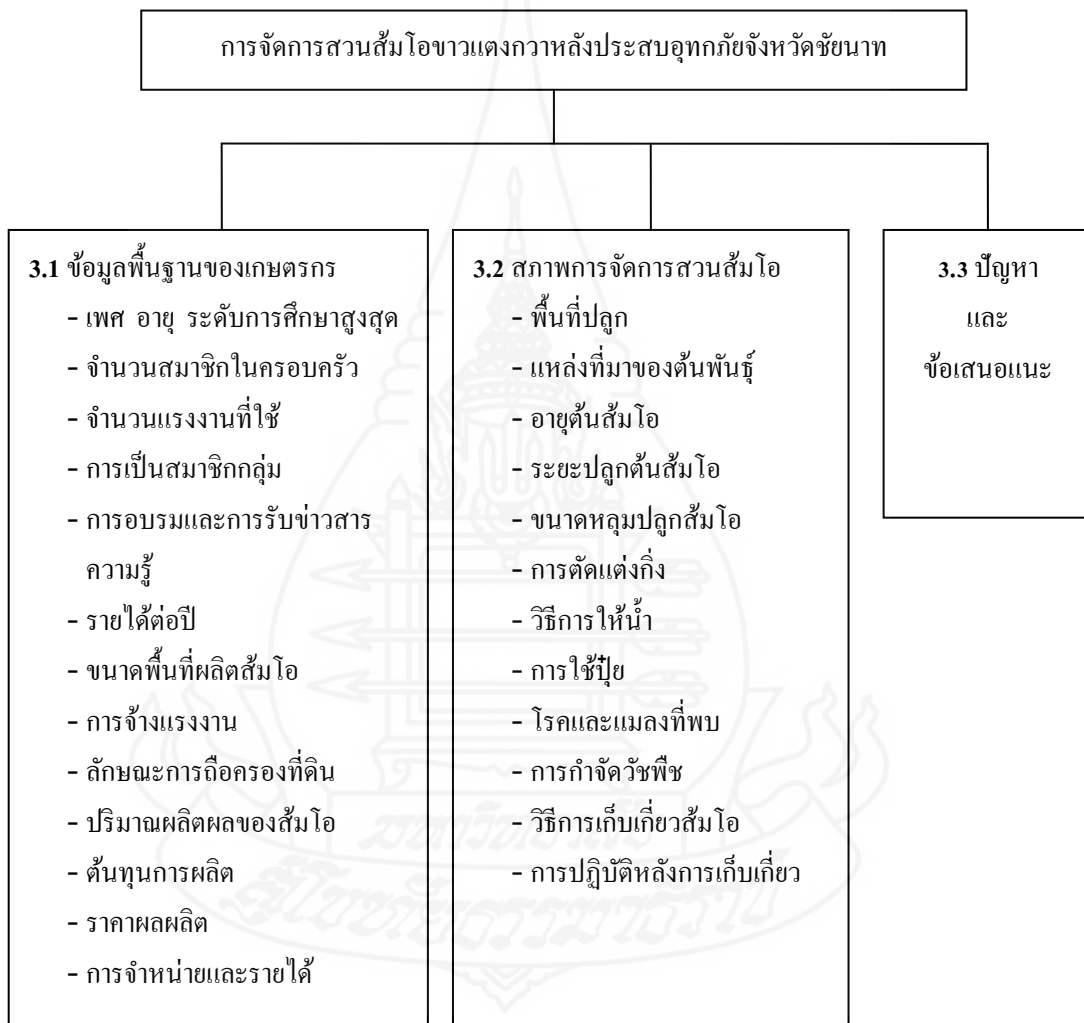 การจัดการสวนส้มโอขาวแตงกวาหลังประสบอุทกภัยจังหวัดชัยนาท
3.1 ข้อมูลพื้นฐานของเกษตรกร
- เพศ อายุ ระดับการศึกษาสูงสุด
- จำนวนสมาชิกในครอบครัว
- จำนวนแรงงานที่ใช้
- การเป็นสมาชิกกลุ่ม
- การอบรมและการรับข่าวสาร
ความรู้
- รายได้ต่อปี
- ขนาดพื้นที่ผลิตส้มโอ
- การจ้างแรงงาน
- ลักษณะการถือครองที่ดิน
- ปริมาณผลิตผลของส้มโอ
- ต้นทุนการผลิต
- ราคาผลผลิต
- การจำหน่ายและรายได้
3.2 สภาพการจัดการสวนส้มโอ
- พื้นที่ปลูก
- แหล่งที่มาของต้นพันธุ์
- อายุต้นส้มโอ
- ระยะปลูกต้นส้มโอ
- ขนาดหลุมปลูกส้มโอ
- การตัดแต่งกิ่ง
- วิธีการให้น้ำ
- การใช้ปุ๋ย
- โรคและแมลงที่พบ
- การกำจัดวัชพืช
- วิธีการเก็บเกี่ยวส้มโอ
- การปฏิบัติหลังการเก็บเกี่ยว
3.3 ปัญหา
และ
ข้อเสนอแนะ
มหาวิทยาลัย
สุโขทัยธรรมาธิราช